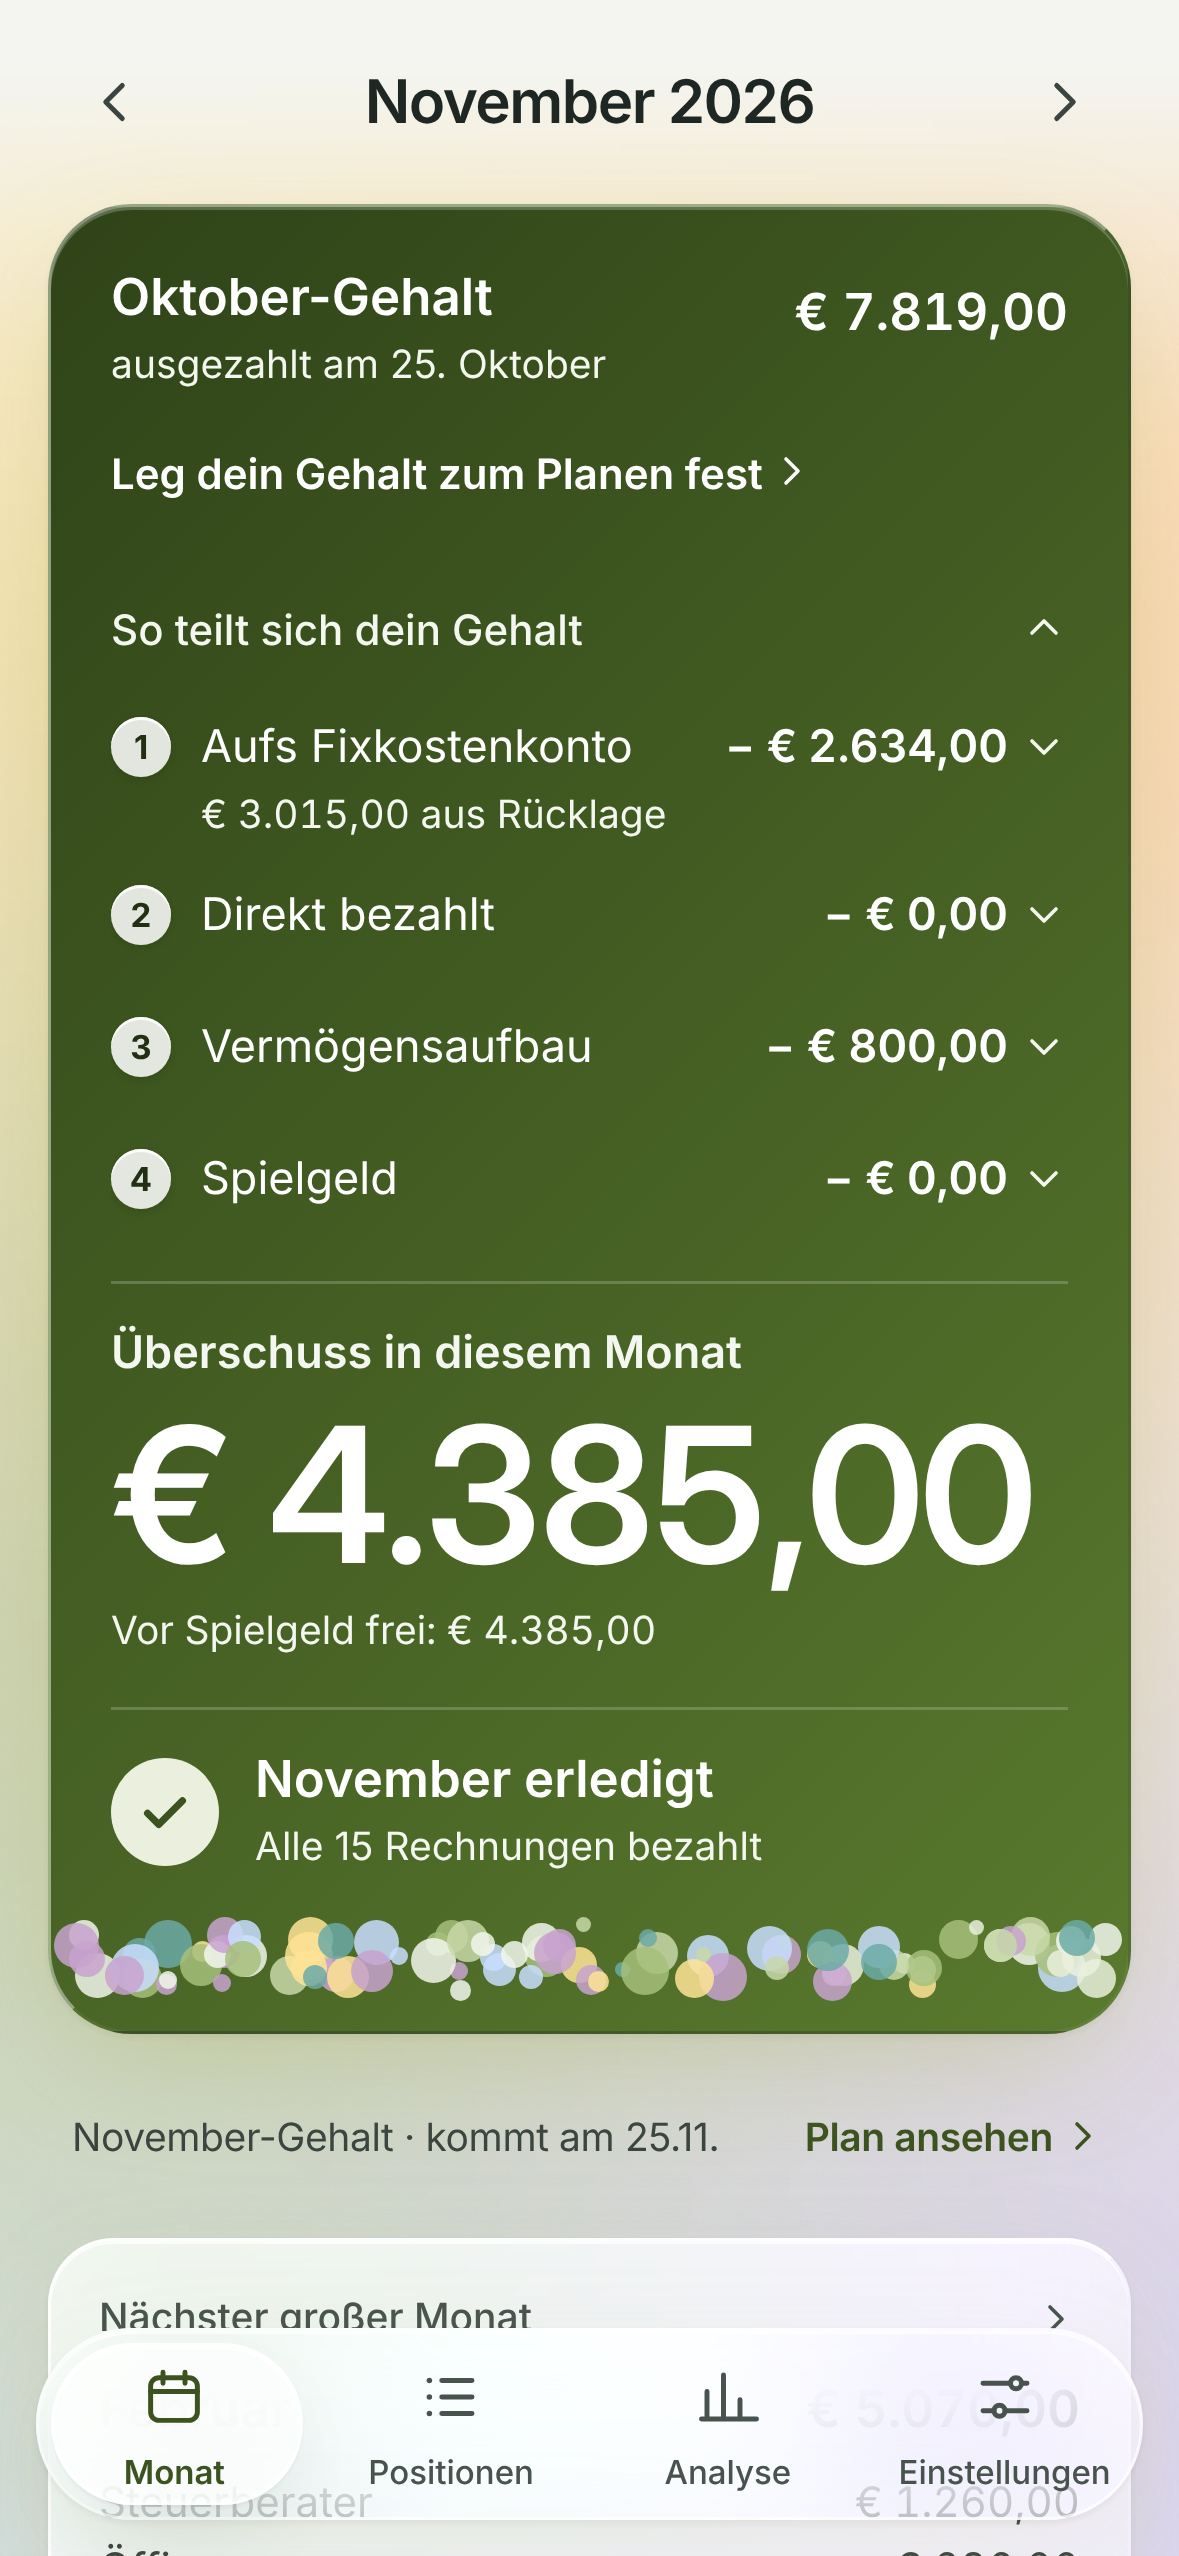 November 2026
Oktober-Gehalt
€ 7.819,00
ausgezahlt am 25. Oktober
Leg dein Gehalt zum Planen fest
So teilt sich dein Gehalt
1 Aufs Fixkostenkonto – € 2.634,00
€ 3.015,00 aus Rücklage
2 Direkt bezahlt – € 0,00
3 Vermögensaufbau – € 800,00
4 Spielgeld – € 0,00
Überschuss in diesem Monat
€ 4.385,00
Vor Spielgeld frei: € 4.385,00
November erledigt
Alle 15 Rechnungen bezahlt
November-Gehalt · kommt am 25.11.
Plan ansehen
Nächster großer Monat
€ 5.070,00
Monat
Positionen
Analyse
Einstellungen
Steuerberater € 1.260,00